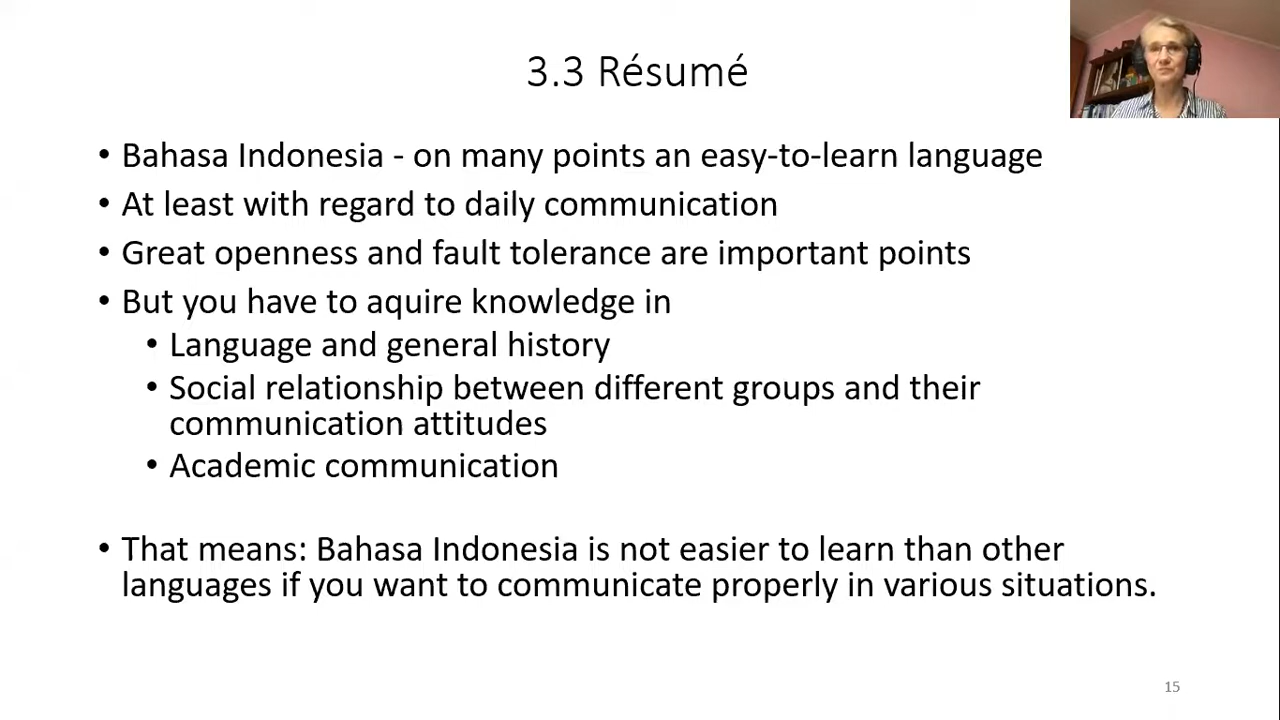 3.3 Résumé
• Bahasa Indonesia - on many points an easy-to-learn language
• At least with regard to daily communication
• Great openness and fault tolerance are important points
• But you have to aquire knowledge in
• Language and general history
• Social relationship between different groups and their
communication attitudes
• Academic communication
• That means: Bahasa Indonesia is not easier to learn than other
languages if you want to communicate properly in various situations.
15